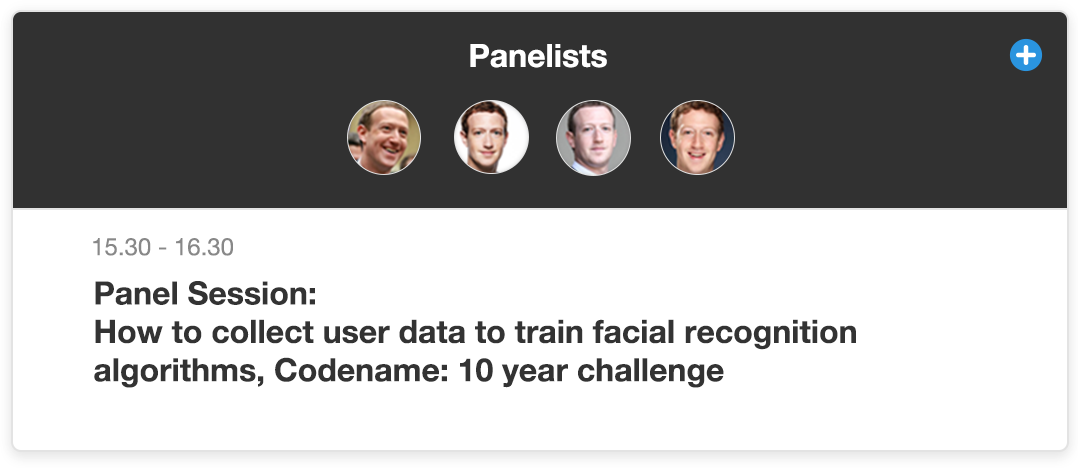 Panelists
15.30 - 16.30
Panel Session:
How to collect user data to train facial recognition
algorithms, Codename: 10 year challenge